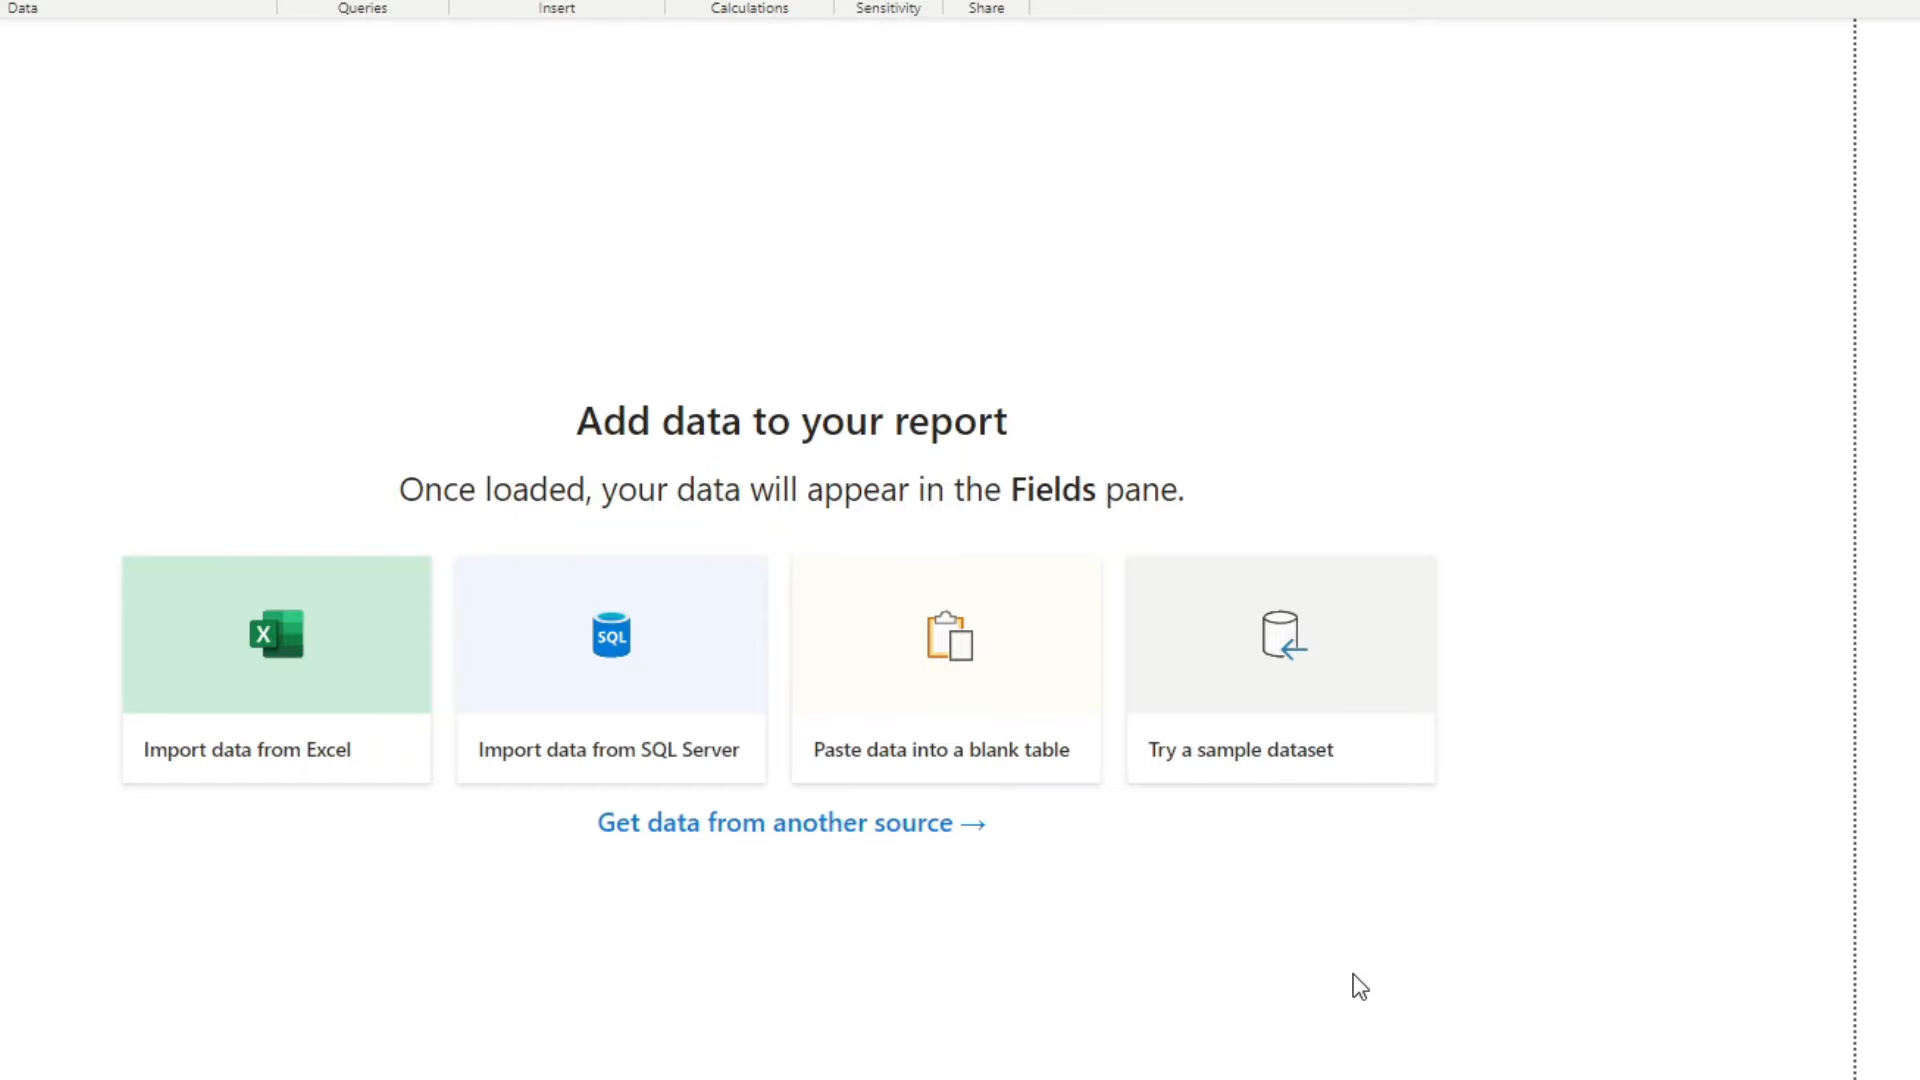 Data Queries Insert Calculations Sensitivity Share
Add data to your report
Once loaded, your data will appear in the Fields pane.
X
SQL
Import data from Excel
Import data from SQL Server
Paste data into a blank table
Try a sample dataset
Get data from another source →